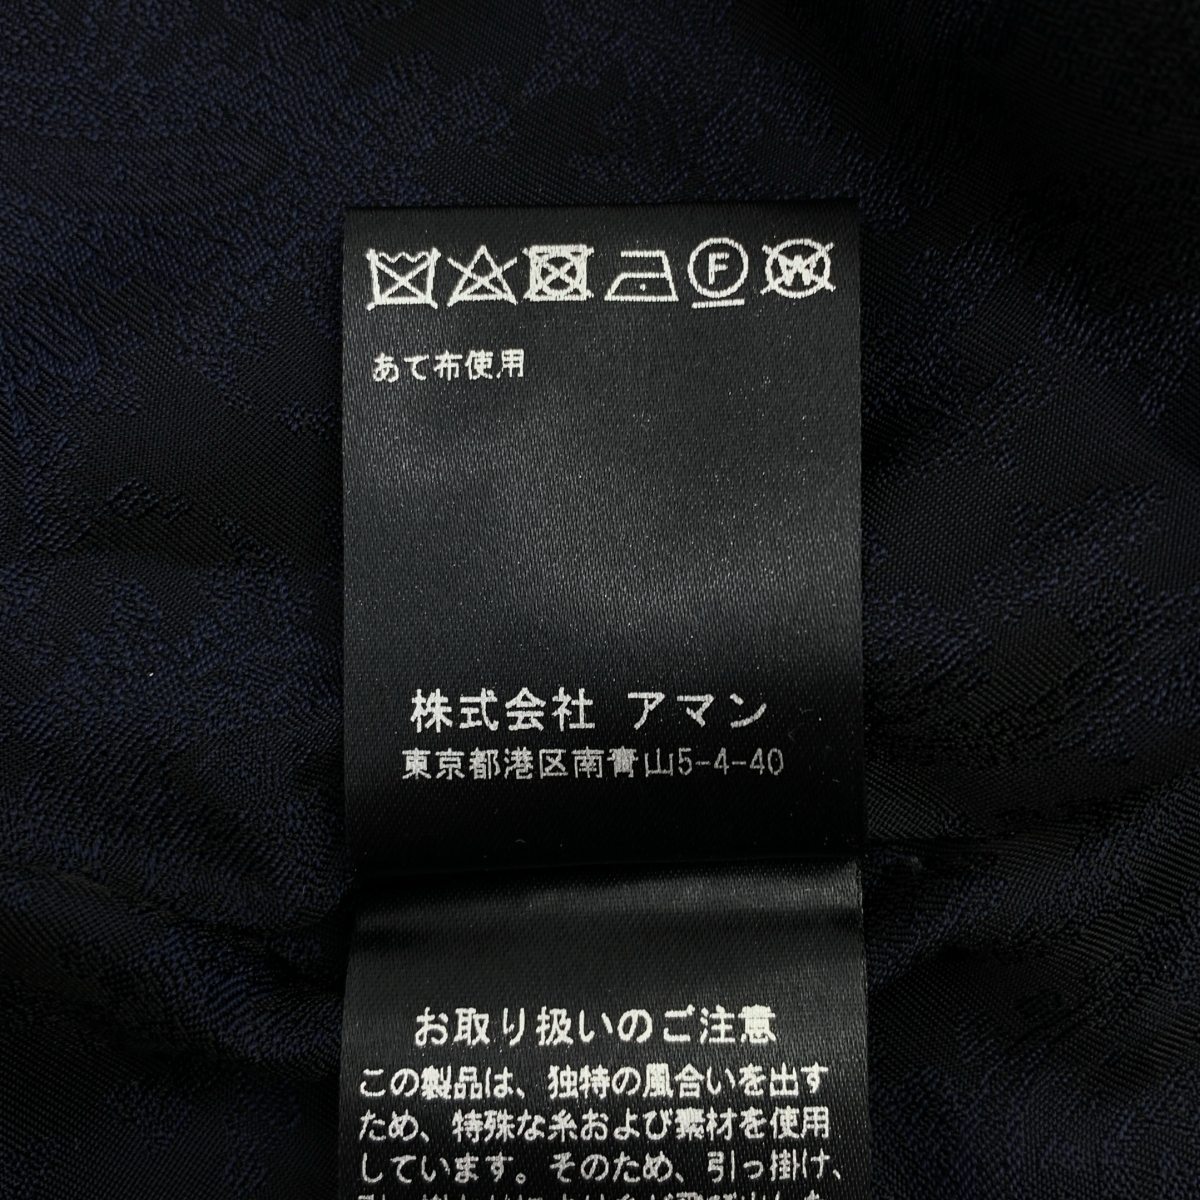 F W
あて布使用
株式会社 アマン
東京都港区南青山5-4-40
お取り扱いのご注意
この製品は、独特の風合いを出す
ため、特殊な糸および素材を使用
しています。そのため、引っ掛け、